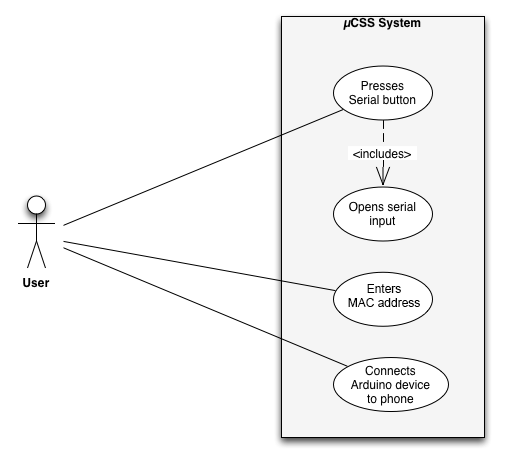 µCSS System
Presses
Serial button
<includes>
Opens serial
input
Enters
MAC address
Connects
Arduino device
to phone
User